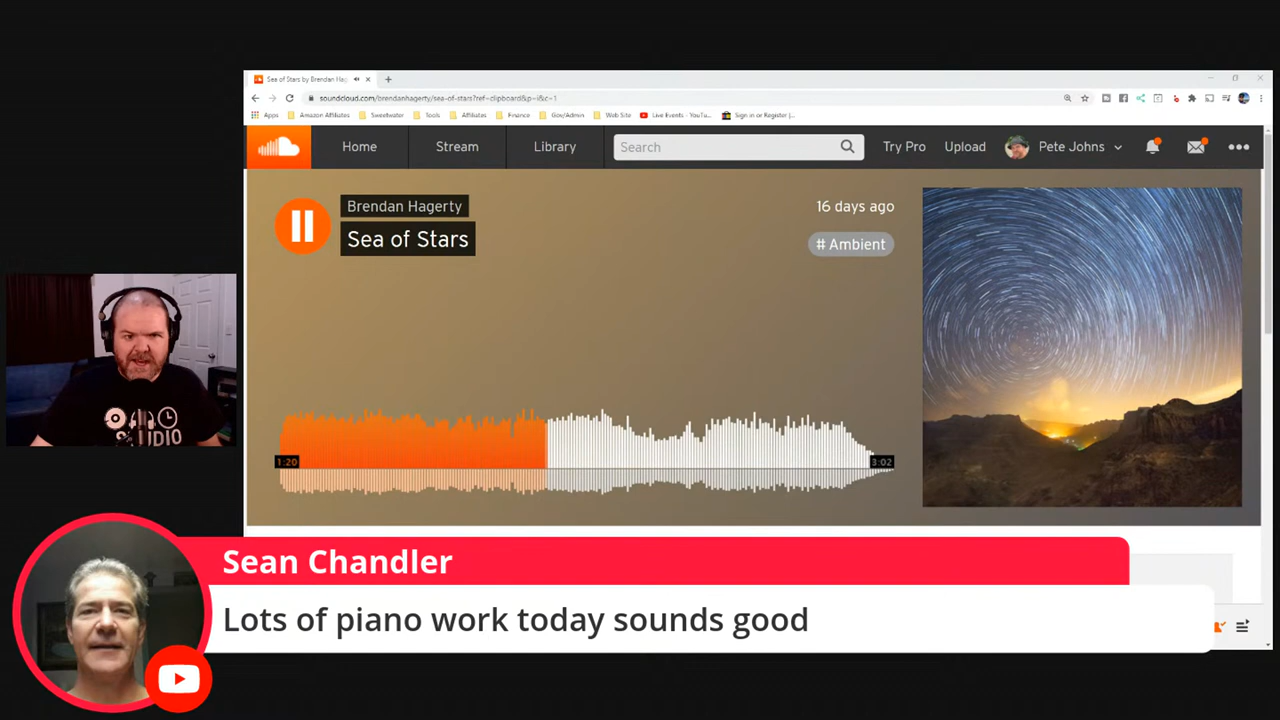 Sea of Stars by Brendan Hag
soundcloud.com/brendanhagerty/sea-of-stars?ref=clipboard&p=i&c=1
Apps Amazon Affiliates Sweetwater Tools Affiliates Finance Gov/Admin Web Site Live Events - YouTu... Sign in or Register |...
Home Stream Library Search Try Pro Upload Pete Johns
Brendan Hagerty
Sea of Stars
16 days ago
# Ambient
1:20
3:02
Sean Chandler
Lots of piano work today sounds good